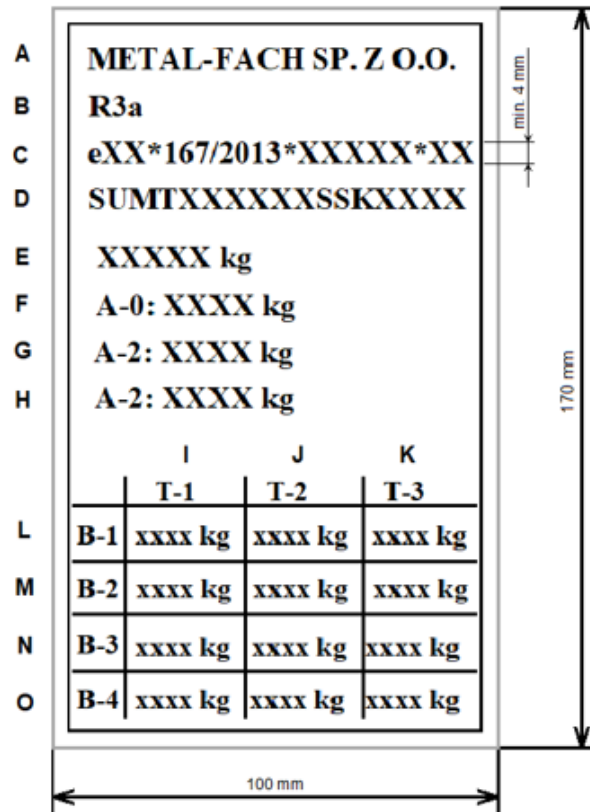 A METAL-FACH SP. Z O.O.
B R3a
C eXX*167/2013*XXXXX*XX
min. 4 mm
D SUMTXXXXXXSSKXXXX
E XXXXX kg
F A-0: XXXX kg
G A-2: XXXX kg
H A-2: XXXX kg
170 mm
I J K
T-1 T-2 T-3
L B-1 xxxx kg xxxx kg xxxx kg
M B-2 xxxx kg xxxx kg xxxx kg
N B-3 xxxx kg xxxx kg xxxx kg
O B-4 xxxx kg xxxx kg xxxx kg
100 mm